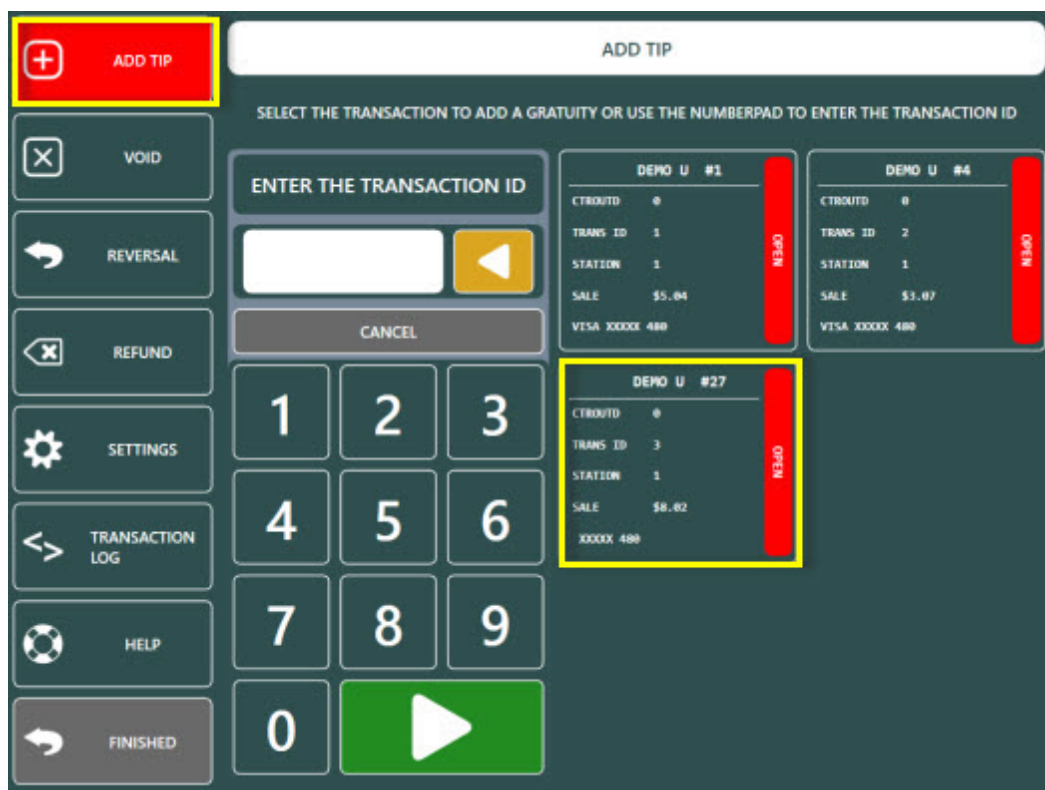 ADD TIP
VOID
REVERSAL
REFUND
SETTINGS
<> TRANSACTION
LOG
HELP
FINISHED
ADD TIP
SELECT THE TRANSACTION TO ADD A GRATUITY OR USE THE NUMBERPAD TO ENTER THE TRANSACTION ID
ENTER THE TRANSACTION ID
CANCEL
1 2 3
4 5 6
7 8 9
0
DEMO U #1
CTROUTD 0
TRANS ID 1
STATION 1
SALE $5.04
VISA XXXXX 480
OPEN
DEMO U #4
CTROUTD 0
TRANS ID 2
STATION 1
SALE $3.07
VISA XXXXX 480
OPEN
DEMO U #27
CTROUTD 0
TRANS ID 3
STATION 1
SALE $8.02
XXXXX 480
OPEN